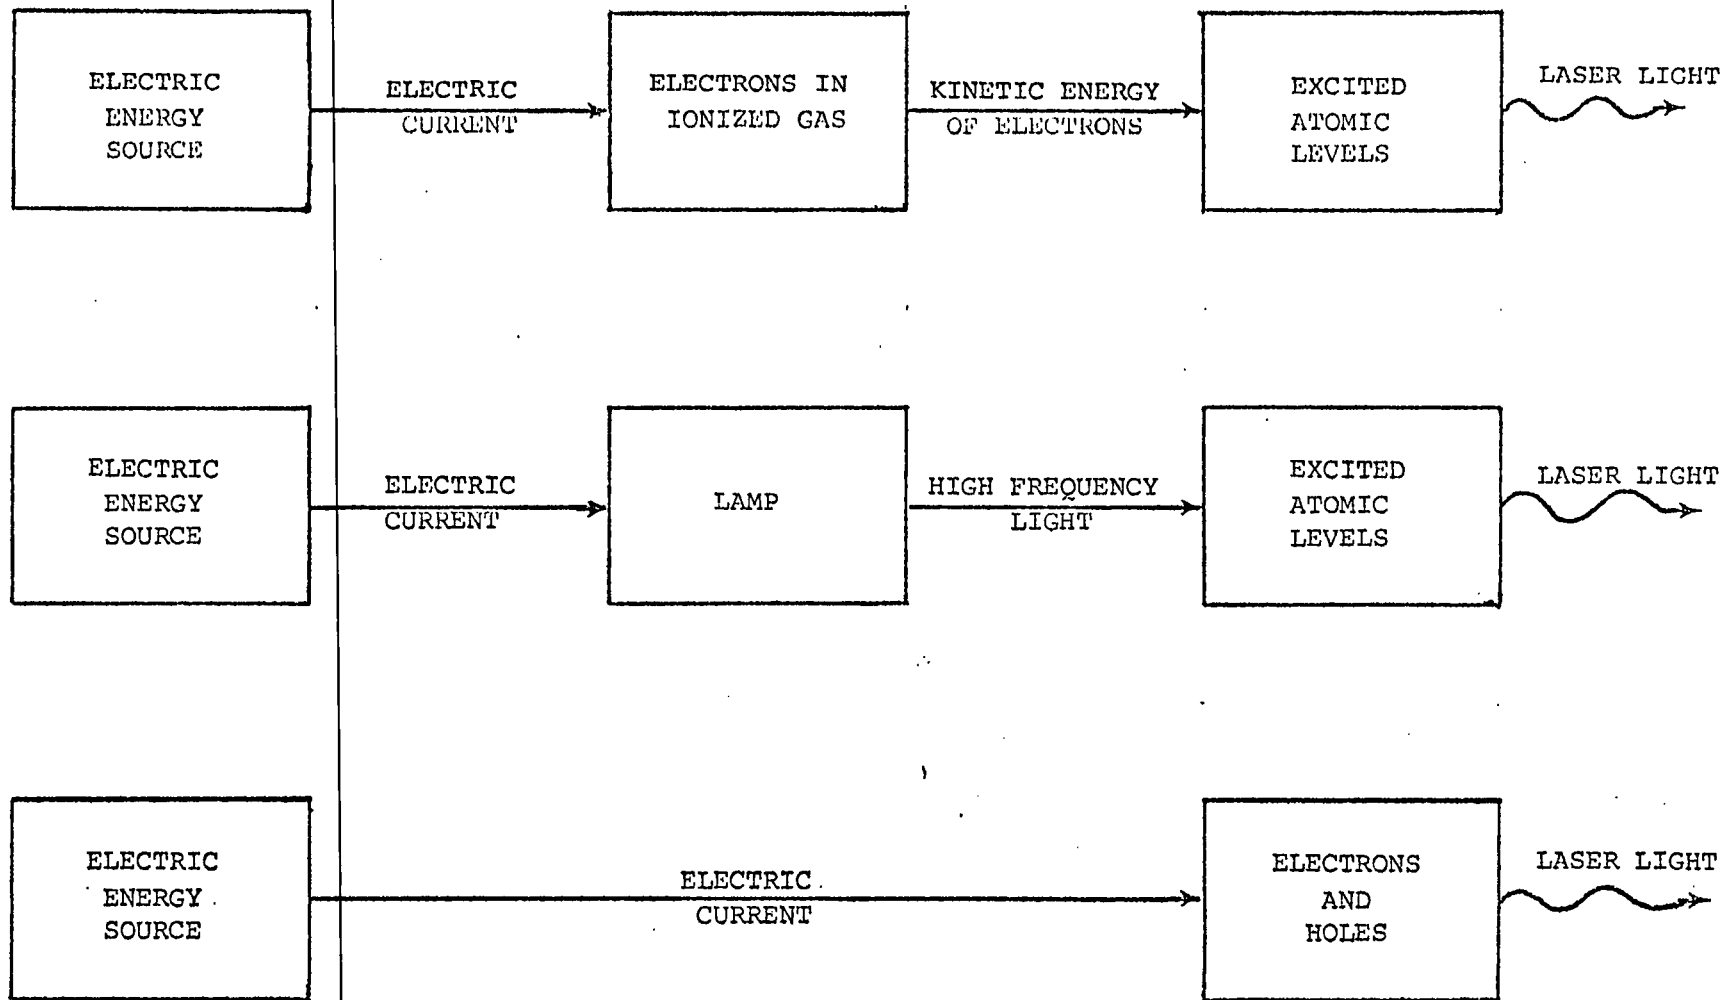 ELECTRIC
ENERGY
SOURCE
ELECTRIC
CURRENT
ELECTRONS IN
IONIZED GAS
KINETIC ENERGY
OF ELECTRONS
EXCITED
ATOMIC
LEVELS
LASER LIGHT
ELECTRIC
ENERGY
SOURCE
ELECTRIC
CURRENT
LAMP
HIGH FREQUENCY
LIGHT
EXCITED
ATOMIC
LEVELS
LASER LIGHT
ELECTRIC
ENERGY
SOURCE
ELECTRIC
CURRENT
ELECTRONS
AND
HOLES
LASER LIGHT